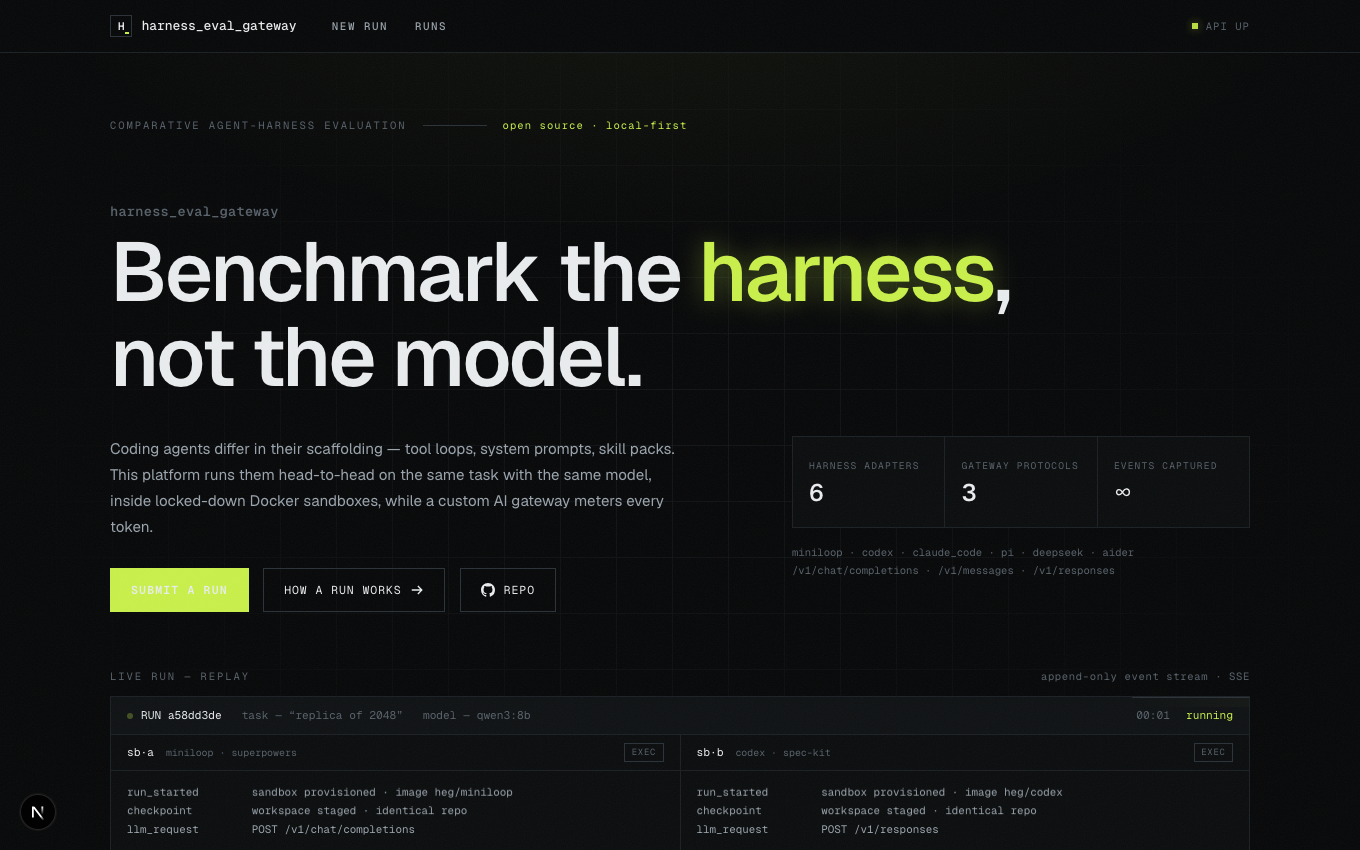 H_ harness_eval_gateway NEW RUN RUNS API UP
COMPARATIVE AGENT-HARNESS EVALUATION open source · local-first
harness_eval_gateway
Benchmark the harness,
not the model.
Coding agents differ in their scaffolding — tool loops, system prompts, skill packs.
This platform runs them head-to-head on the same task with the same model,
inside locked-down Docker sandboxes, while a custom AI gateway meters every
token.
HARNESS ADAPTERS GATEWAY PROTOCOLS EVENTS CAPTURED
6 3 ∞
miniloop · codex · claude_code · pi · deepseek · aider
/v1/chat/completions · /v1/messages · /v1/responses
SUBMIT A RUN HOW A RUN WORKS → REPO
LIVE RUN — REPLAY append-only event stream · SSE
RUN a58dd3de task — “replica of 2048” model — qwen3:8b 00:01 running
sb·a miniloop · superpowers EXEC sb·b codex · spec-kit EXEC
run_started sandbox provisioned · image heg/miniloop run_started sandbox provisioned · image heg/codex
checkpoint workspace staged · identical repo checkpoint workspace staged · identical repo
llm_request POST /v1/chat/completions llm_request POST /v1/responses
N